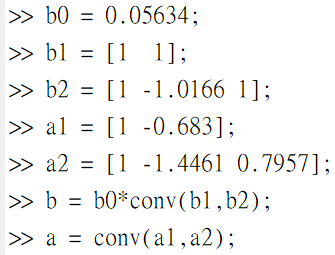 >> b0 = 0.05634;
>> b1 = [1  1];
>> b2 = [1 -1.0166 1];
>> a1 = [1 -0.683];
>> a2 = [1 -1.4461 0.7957];
>> b = b0*conv(b1,b2);
>> a = conv(a1,a2);